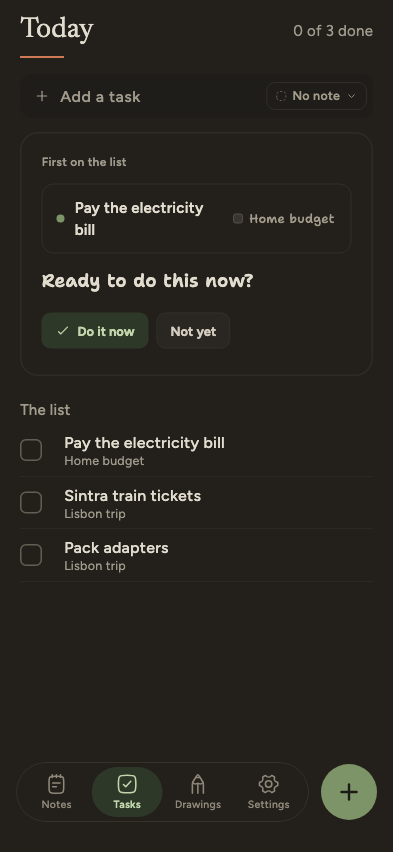 Today
0 of 3 done
Add a task
No note
First on the list
Pay the electricity
bill
Home budget
Ready to do this now?
Do it now
Not yet
The list
Pay the electricity bill
Home budget
Sintra train tickets
Lisbon trip
Pack adapters
Lisbon trip
Notes
Tasks
Drawings
Settings